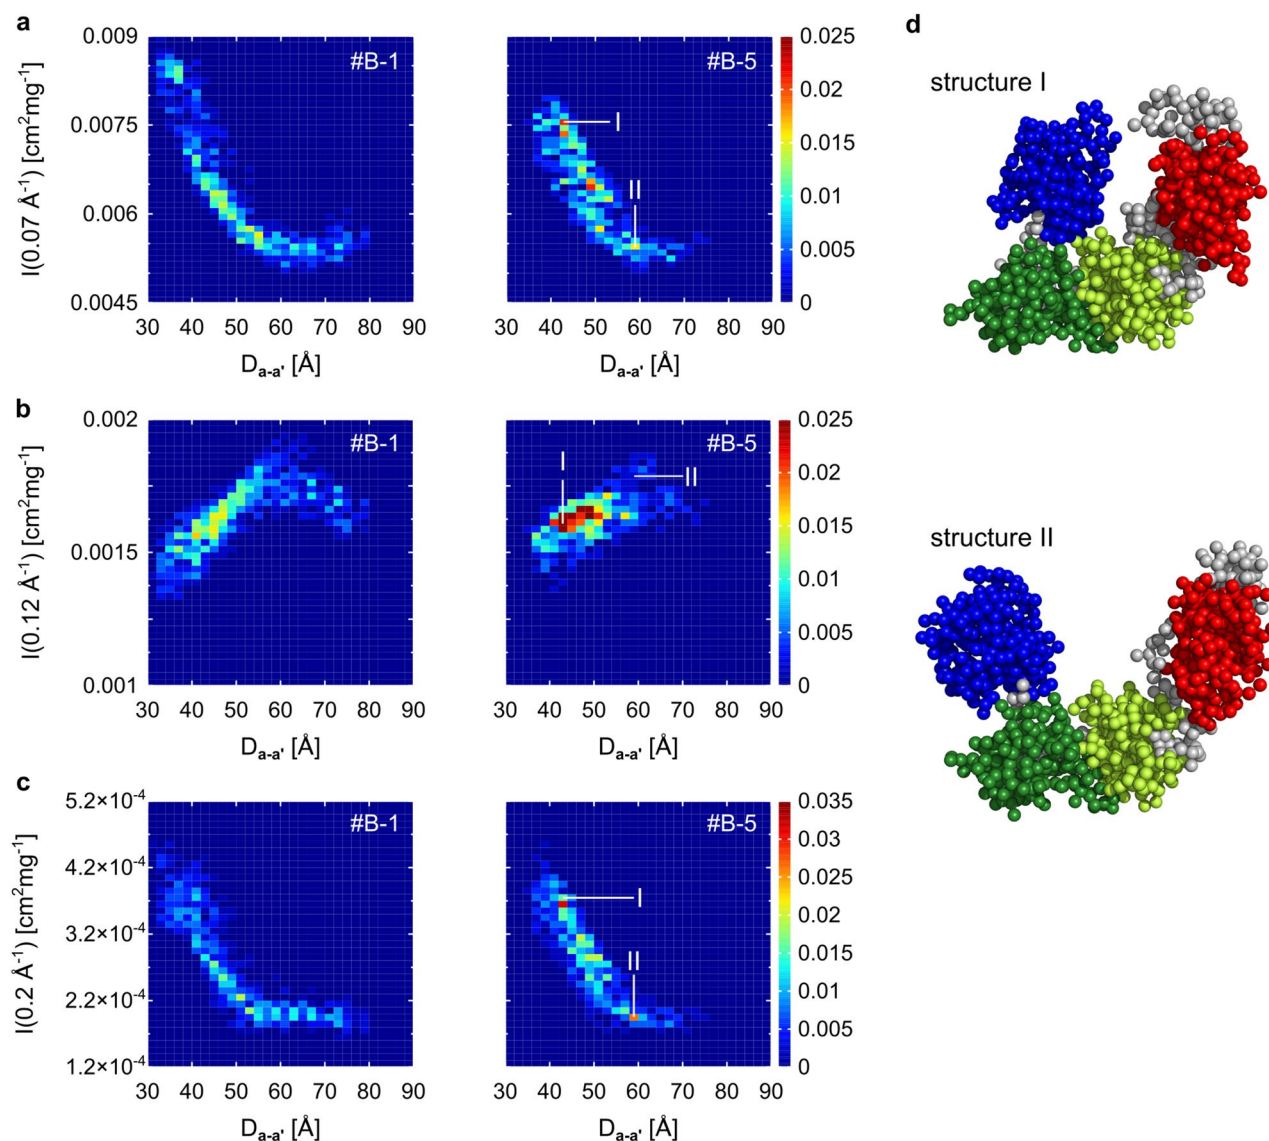 a
d
0.009
0.0075
0.006
0.0045
I(0.07 Å-1) [cm2mg-1]
#B-1
30 40 50 60 70 80 90
Da-a' [Å]
#B-5
I
II
30 40 50 60 70 80 90
Da-a' [Å]
0.025
0.02
0.015
0.01
0.005
0
structure I
b
0.002
0.0015
0.001
I(0.12 Å-1) [cm2mg-1]
#B-1
30 40 50 60 70 80 90
Da-a' [Å]
#B-5
I
II
30 40 50 60 70 80 90
Da-a' [Å]
0.025
0.02
0.015
0.01
0.005
0
structure II
c
5.2×10-4
4.2×10-4
3.2×10-4
2.2×10-4
1.2×10-4
I(0.2 Å-1) [cm2mg-1]
#B-1
30 40 50 60 70 80 90
Da-a' [Å]
#B-5
I
II
30 40 50 60 70 80 90
Da-a' [Å]
0.035
0.03
0.025
0.02
0.015
0.01
0.005
0